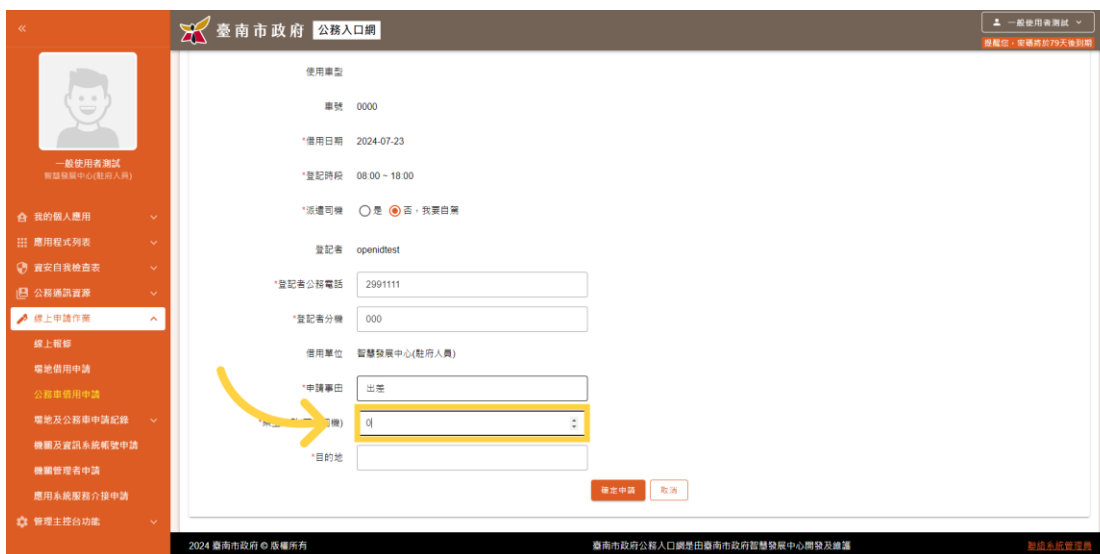 臺南市政府 公務入口網
一般使用者測試
提醒您，密碼將於79天後到期
一般使用者測試
智慧發展中心(駐府人員)
我的個人應用
應用程式列表
資安自我檢查表
公務通訊資源
線上申請作業
線上報修
場地借用申請
公務車借用申請
場地及公務車申請紀錄
機關及資訊系統帳號申請
機關管理者申請
應用系統服務介接申請
管理主控台功能
使用車型
車號 0000
*借用日期 2024-07-23
*登記時段 08:00 ~ 18:00
*派遣司機 是 否，我要自駕
登記者 openidtest
*登記者公務電話 2991111
*登記者分機 000
借用單位 智慧發展中心(駐府人員)
*申請事由 出差
機) 0
*目的地
確定申請 取消
2024 臺南市政府 © 版權所有
臺南市政府公務入口網是由臺南市政府智慧發展中心開發及維護
聯絡系統管理員